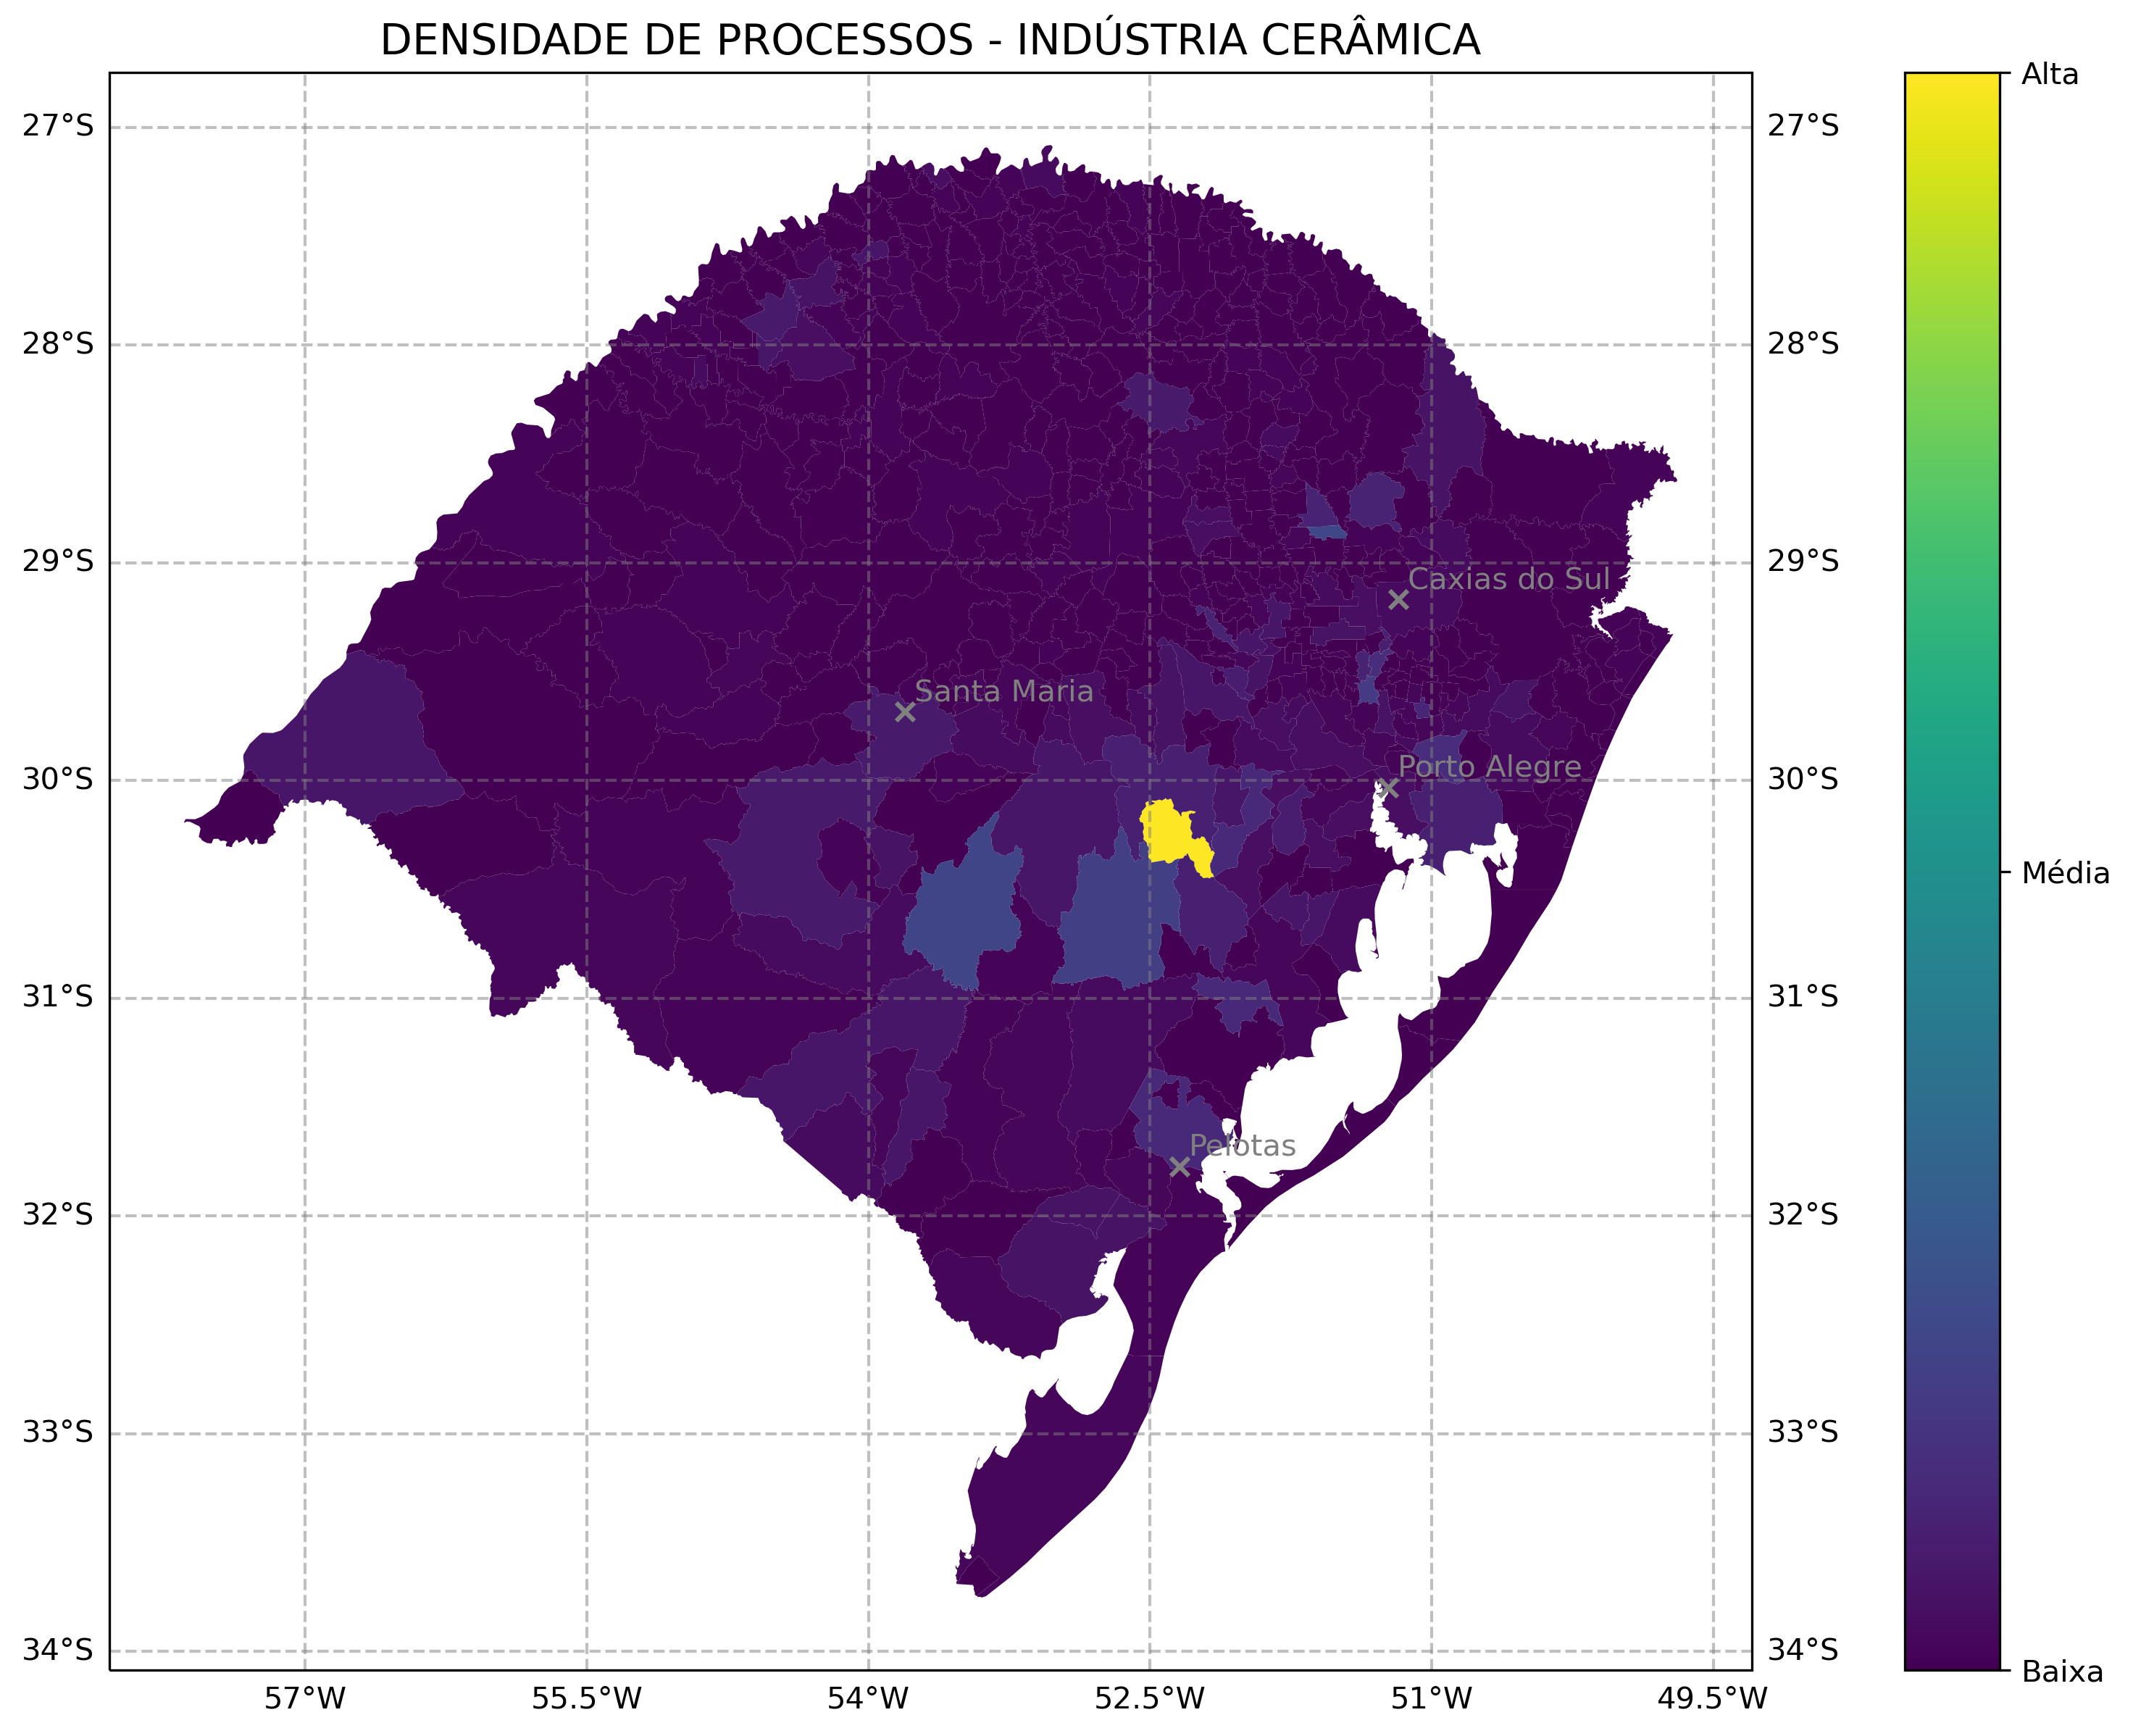 DENSIDADE DE PROCESSOS - INDÚSTRIA CERÂMICA
Alta
27°S
27°S
28°S
28°S
29°S
29°S
Caxias do Sul
Santa Maria
Porto Alegre
30°S
30°S
Média
31°S
31°S
Pelotas
32°S
32°S
33°S
33°S
34°S
34°S
Baixa
57°W
55.5°W
54°W
52.5°W
51°W
49.5°W